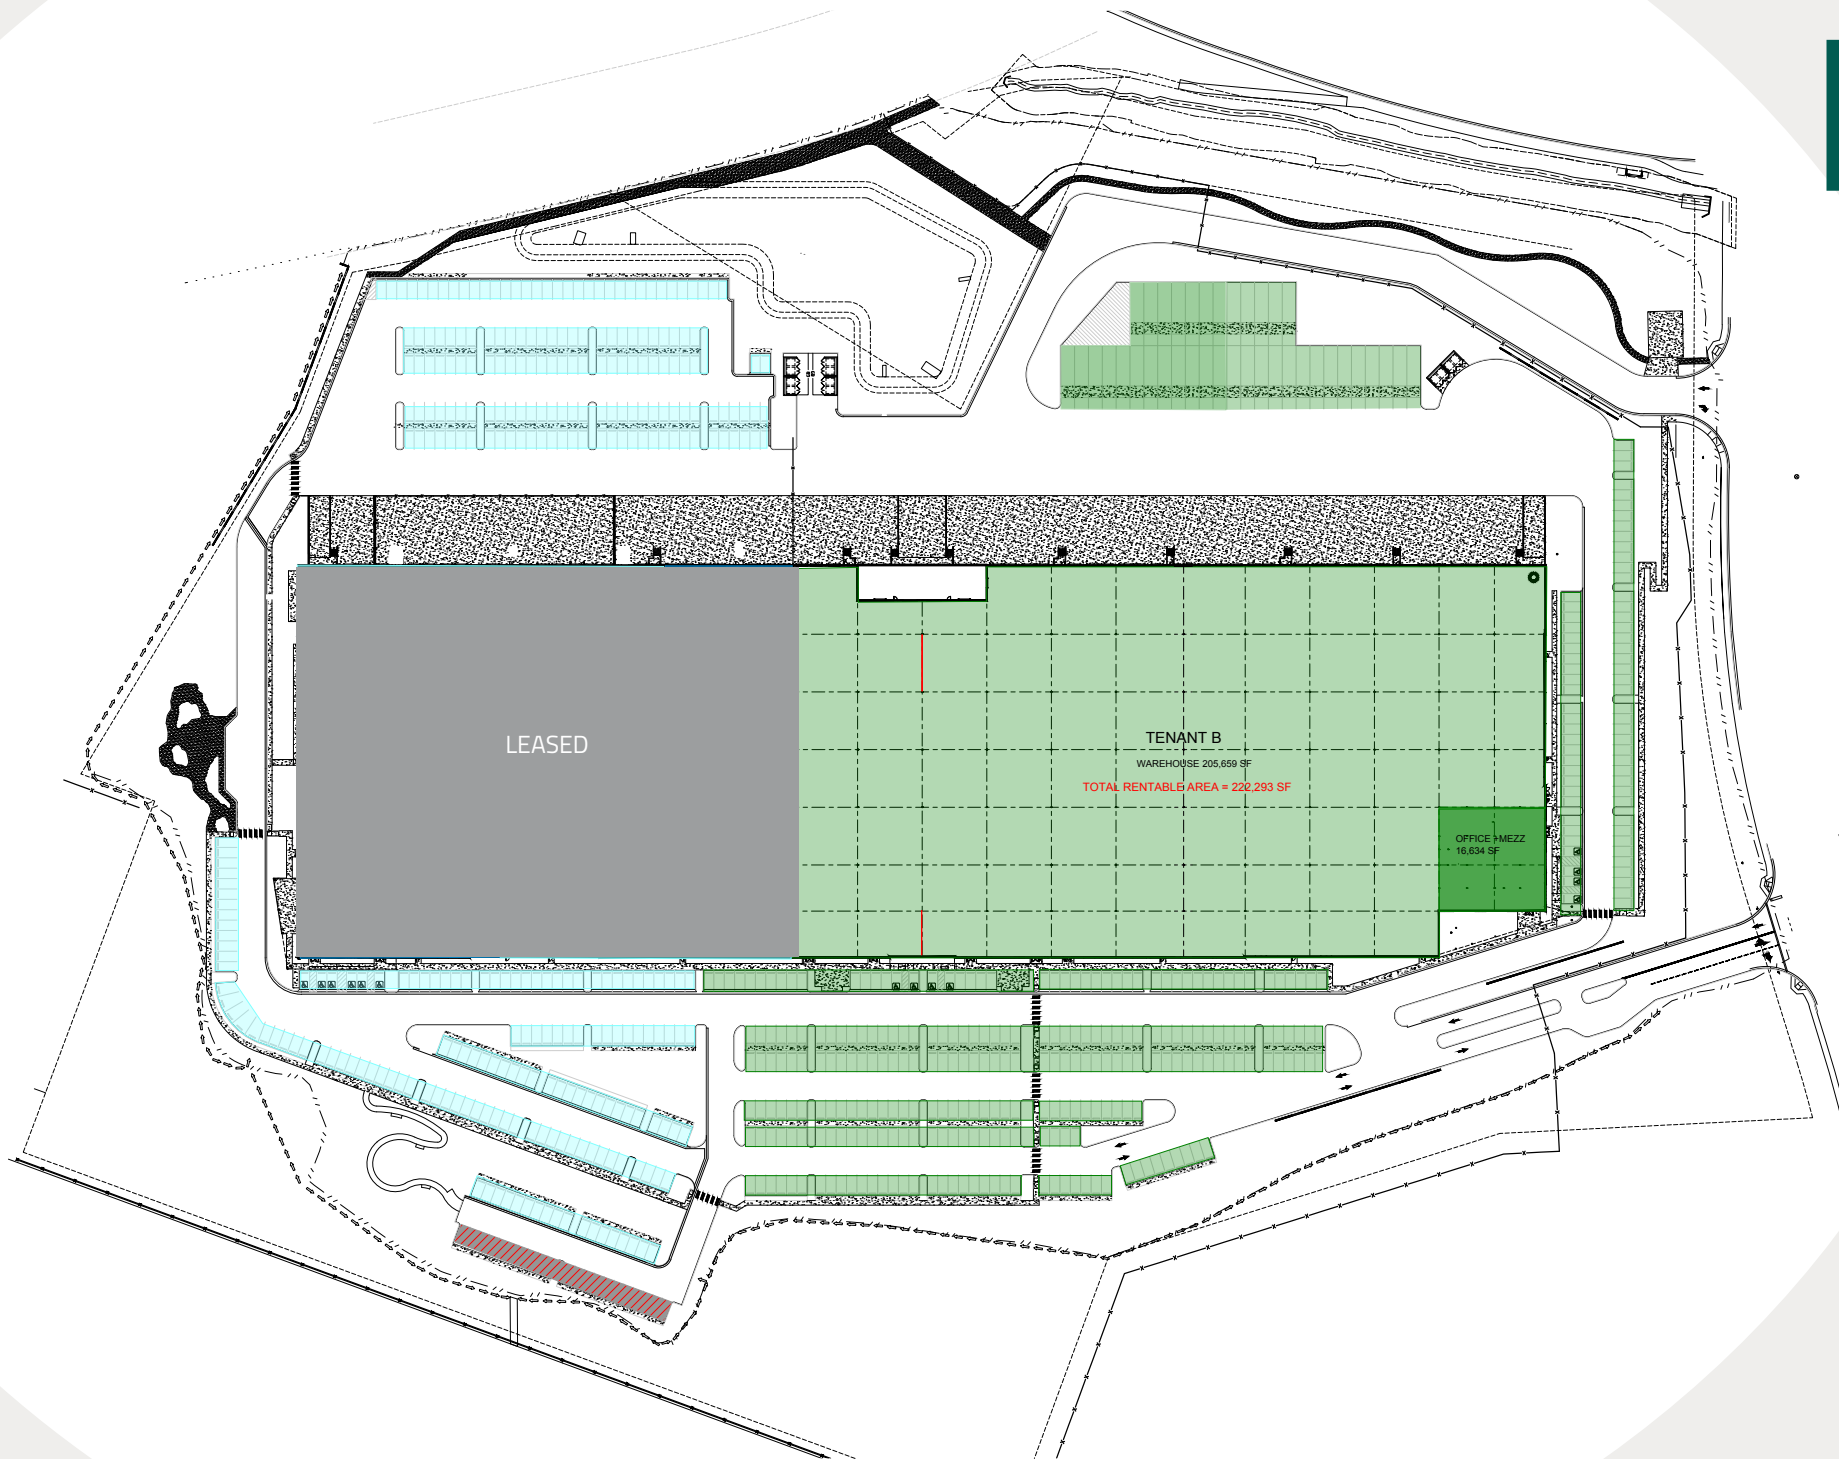 LEASED
TENANT B
WAREHOUSE 205,659 SF
TOTAL RENTABLE AREA = 222,293 SF
OFFICE +MEZZ
16,634 SF